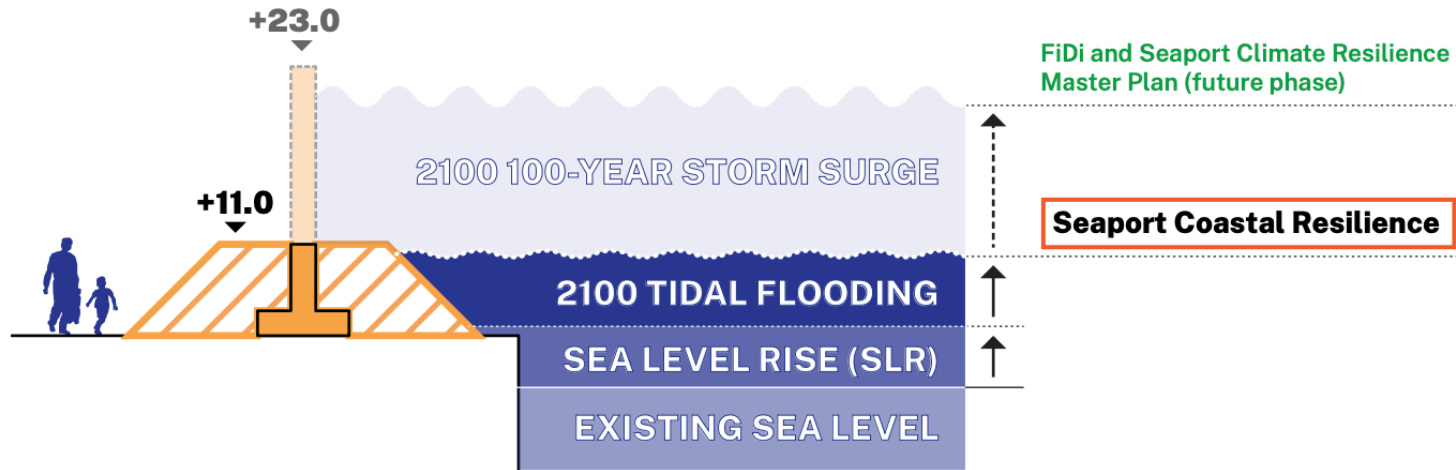 +23.0
FiDi and Seaport Climate Resilience
Master Plan (future phase)
2100 100-YEAR STORM SURGE
+11.0
Seaport Coastal Resilience
2100 TIDAL FLOODING
SEA LEVEL RISE (SLR)
EXISTING SEA LEVEL